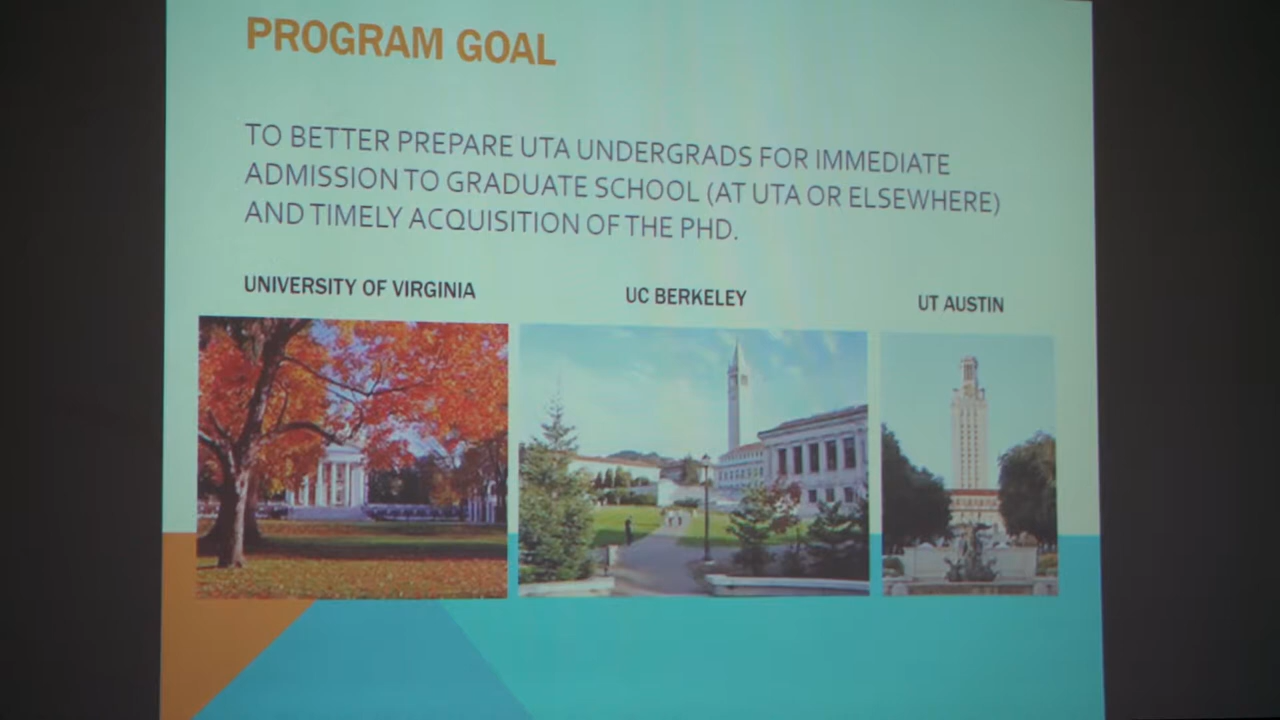 PROGRAM GOAL
TO BETTER PREPARE UTA UNDERGRADS FOR IMMEDIATE
ADMISSION TO GRADUATE SCHOOL (AT UTA OR ELSEWHERE)
AND TIMELY ACQUISITION OF THE PHD.
UNIVERSITY OF VIRGINIA
UC BERKELEY
UT AUSTIN